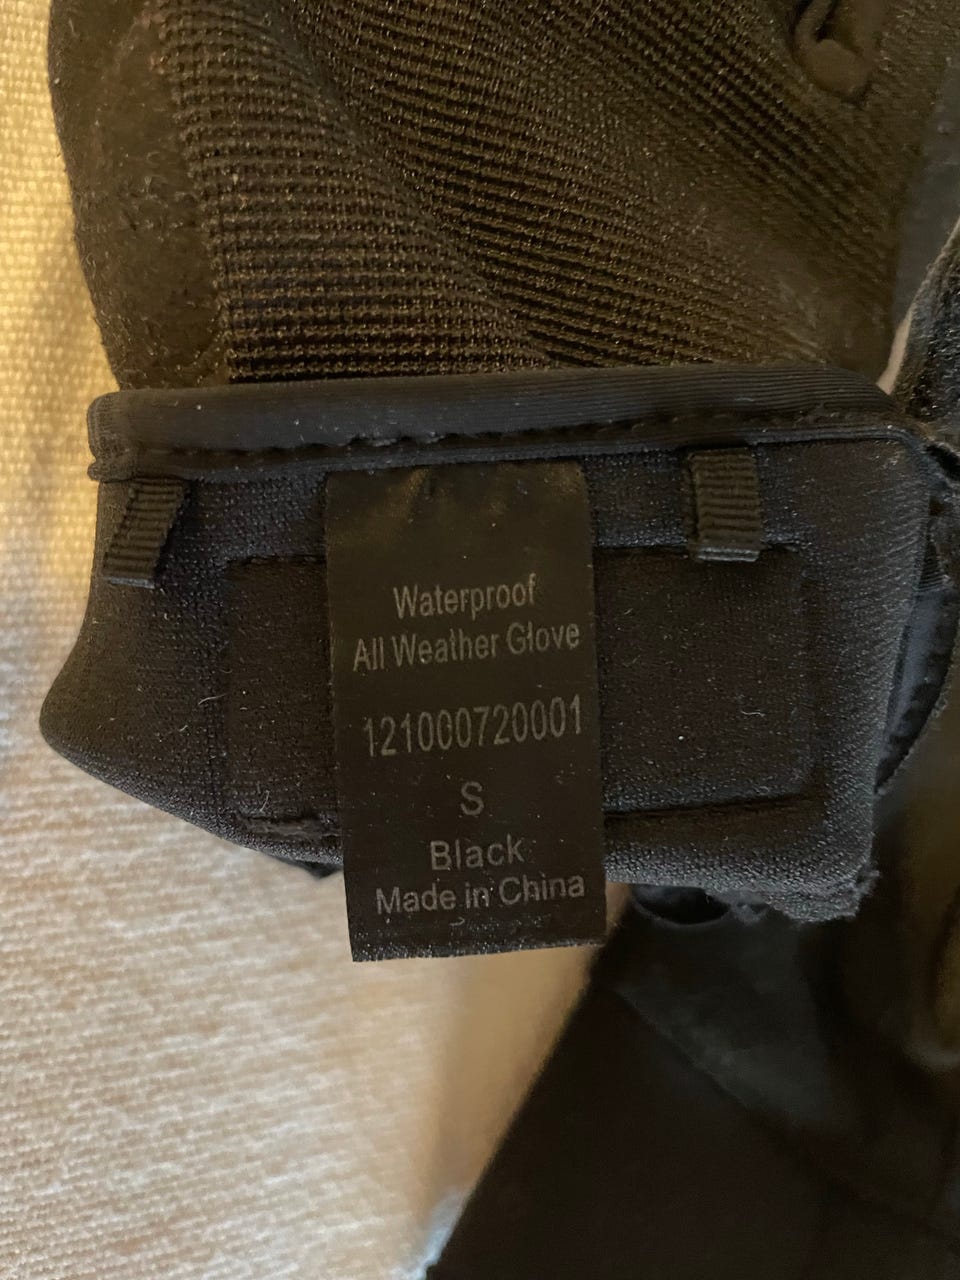 Waterproof
All Weather Glove
121000720001
S
Black
Made in China